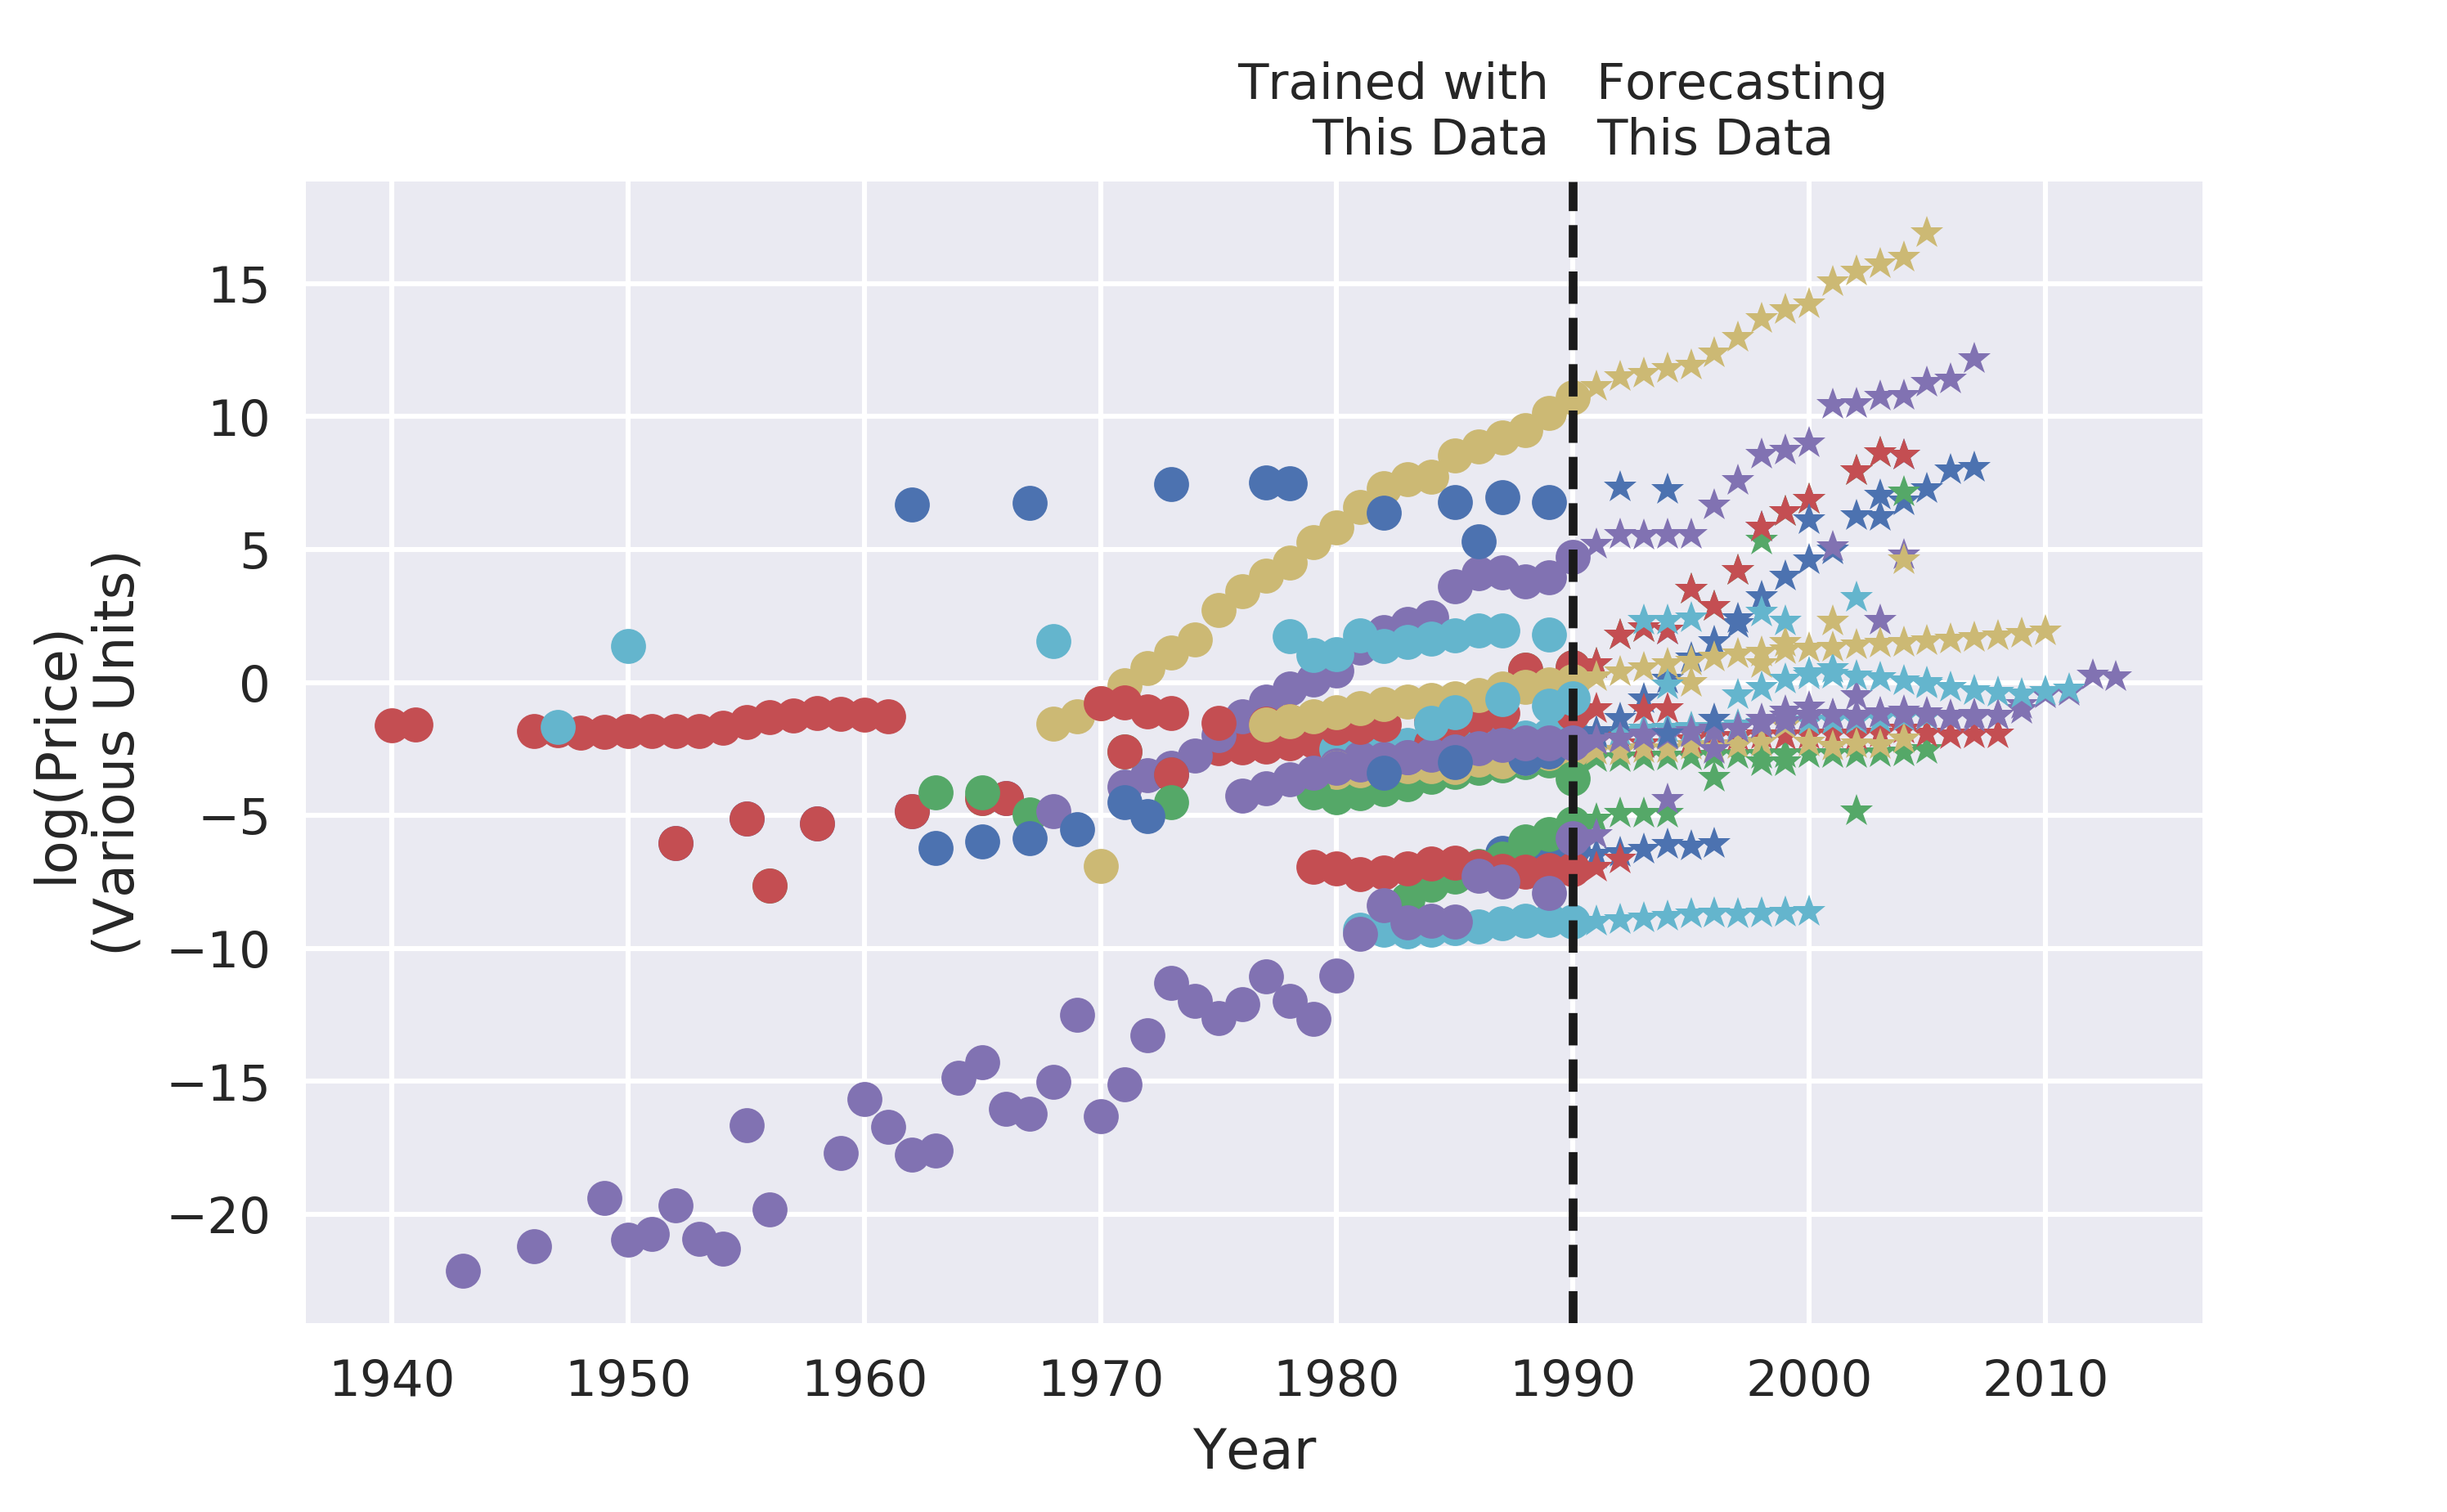 Trained with
This Data
Forecasting
This Data
log(Price)
(Various Units)
15
10
5
0
−5
−10
−15
−20
1940 1950 1960 1970 1980 1990 2000 2010
Year